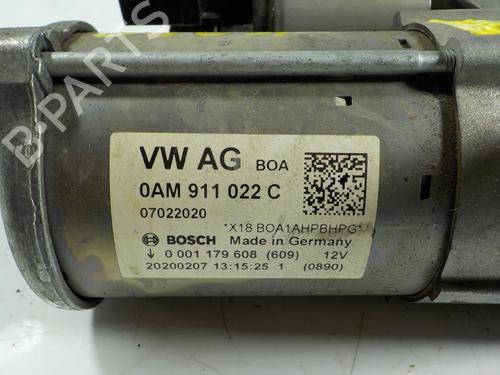 B-PARTS
VW AG BOA
0AM 911 022 C
07022020
*X18 BOA1AHPBHPG*
BOSCH Made in Germany
0 001 179 608 (609) 12V
20200207 13:15:25 1 (0890)